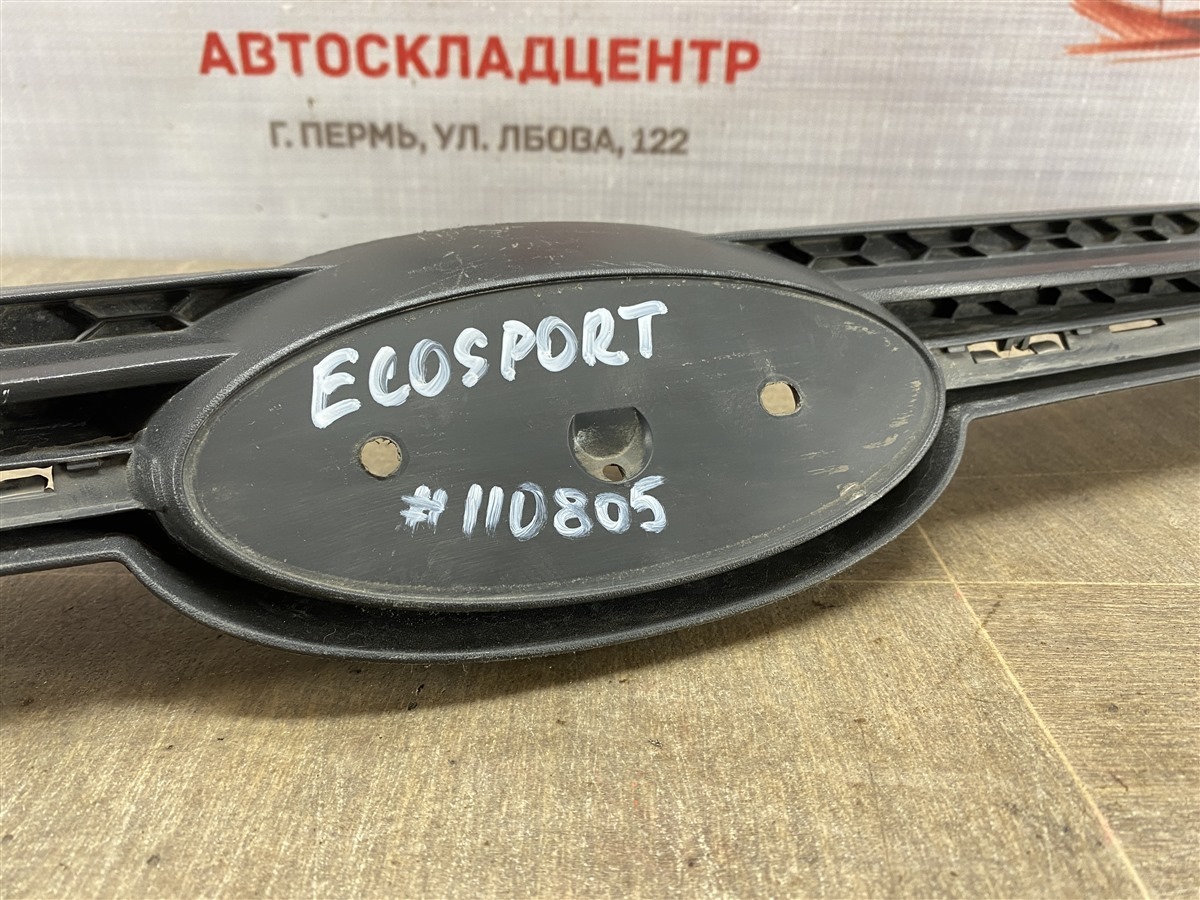 АВТОСКЛАДЦЕНТР
Г. ПЕРМЬ, УЛ. ЛБОВА, 122
ECOSPORT
#110805